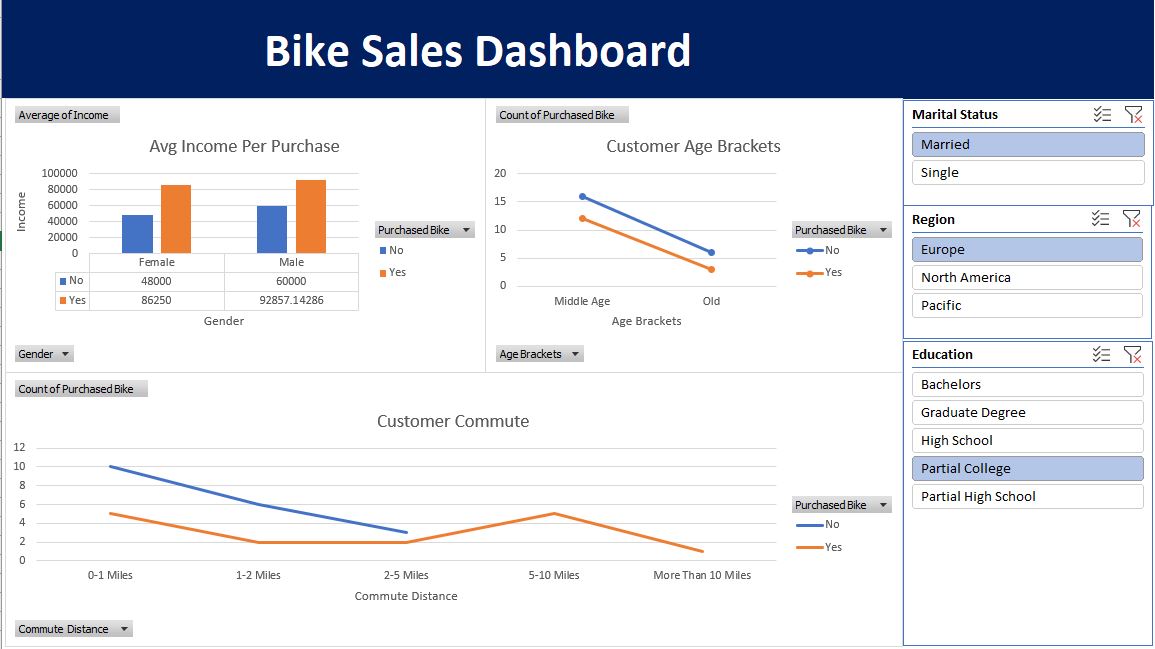 Bike Sales Dashboard
Average of Income
Avg Income Per Purchase
100000
80000
60000
40000
20000
0
Income
Female Male
No 48000 60000
Yes 86250 92857.14286
Gender
Purchased Bike
No
Yes
Gender
Count of Purchased Bike
Customer Age Brackets
20
15
10
5
0
Middle Age Old
Age Brackets
Purchased Bike
No
Yes
Age Brackets
Count of Purchased Bike
Customer Commute
12
10
8
6
4
2
0
0-1 Miles 1-2 Miles 2-5 Miles 5-10 Miles More Than 10 Miles
Commute Distance
Purchased Bike
No
Yes
Commute Distance
Marital Status
Married
Single
Region
Europe
North America
Pacific
Education
Bachelors
Graduate Degree
High School
Partial College
Partial High School